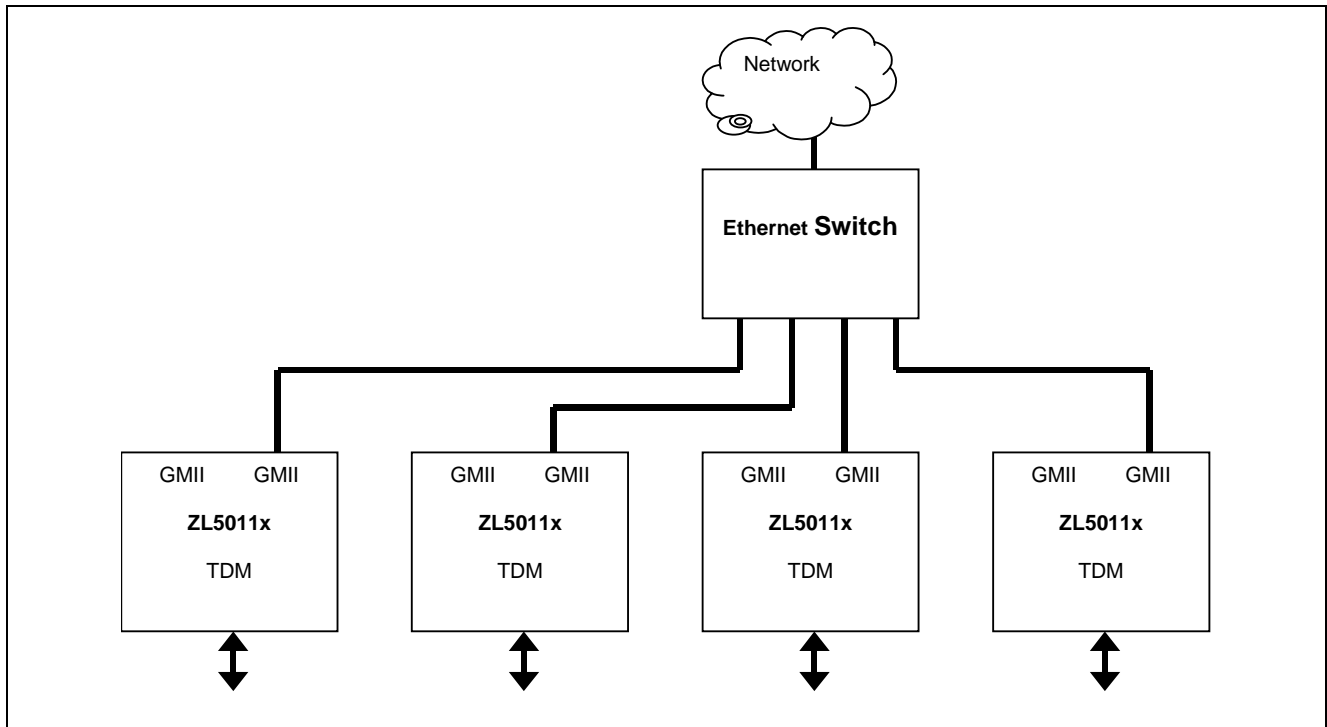 Network
Ethernet Switch
GMII GMII GMII GMII GMII GMII GMII GMII
ZL5011x ZL5011x ZL5011x ZL5011x
TDM TDM TDM TDM